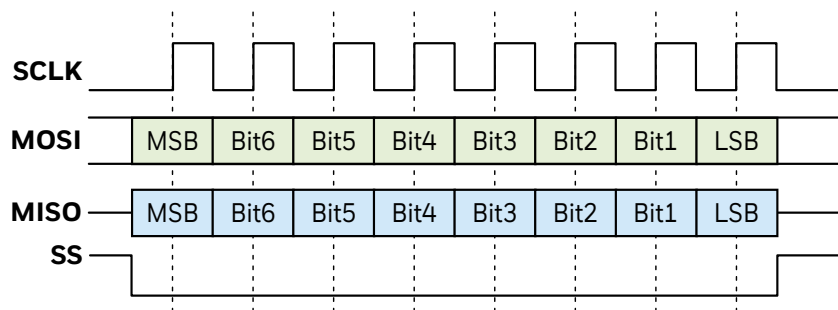 SCLK
MOSI MSB Bit6 Bit5 Bit4 Bit3 Bit2 Bit1 LSB
MISO MSB Bit6 Bit5 Bit4 Bit3 Bit2 Bit1 LSB
SS